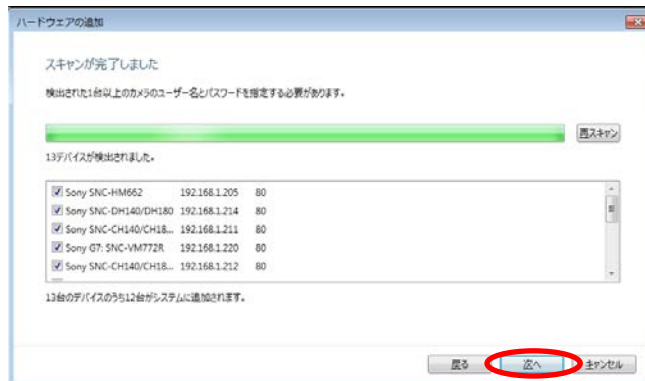 ハードウェアの追加
スキャンが完了しました
検出された1台以上のカメラのユーザー名とパスワードを指定する必要があります。
再スキャン
13デバイスが検出されました。
Sony SNC-HM662 192.168.1.205 80
Sony SNC-DH140/DH180 192.168.1.214 80
Sony SNC-CH140/CH18... 192.168.1.211 80
Sony G7: SNC-VM772R 192.168.1.220 80
Sony SNC-CH140/CH18... 192.168.1.212 80
13台のデバイスのうち12台がシステムに追加されます。
戻る 次へ キャンセル